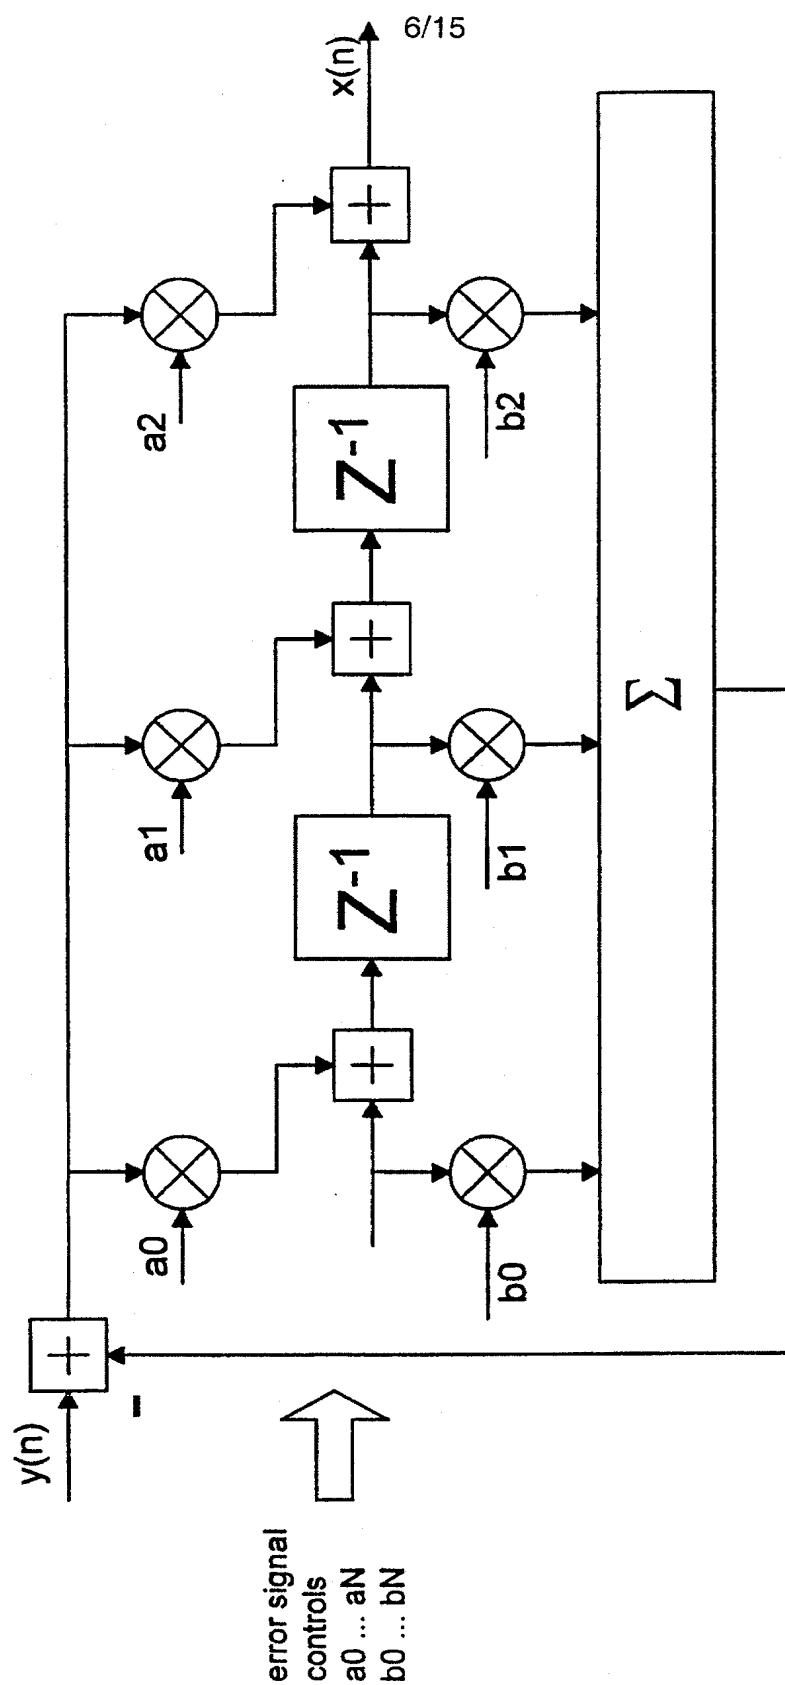 6/15
x(n)
a2
b2
Z-1
+
+
Σ
a1
b1
Z-1
+
a0
b0
+
-
y(n)
error signal
controls
a0 ... aN
b0 ... bN